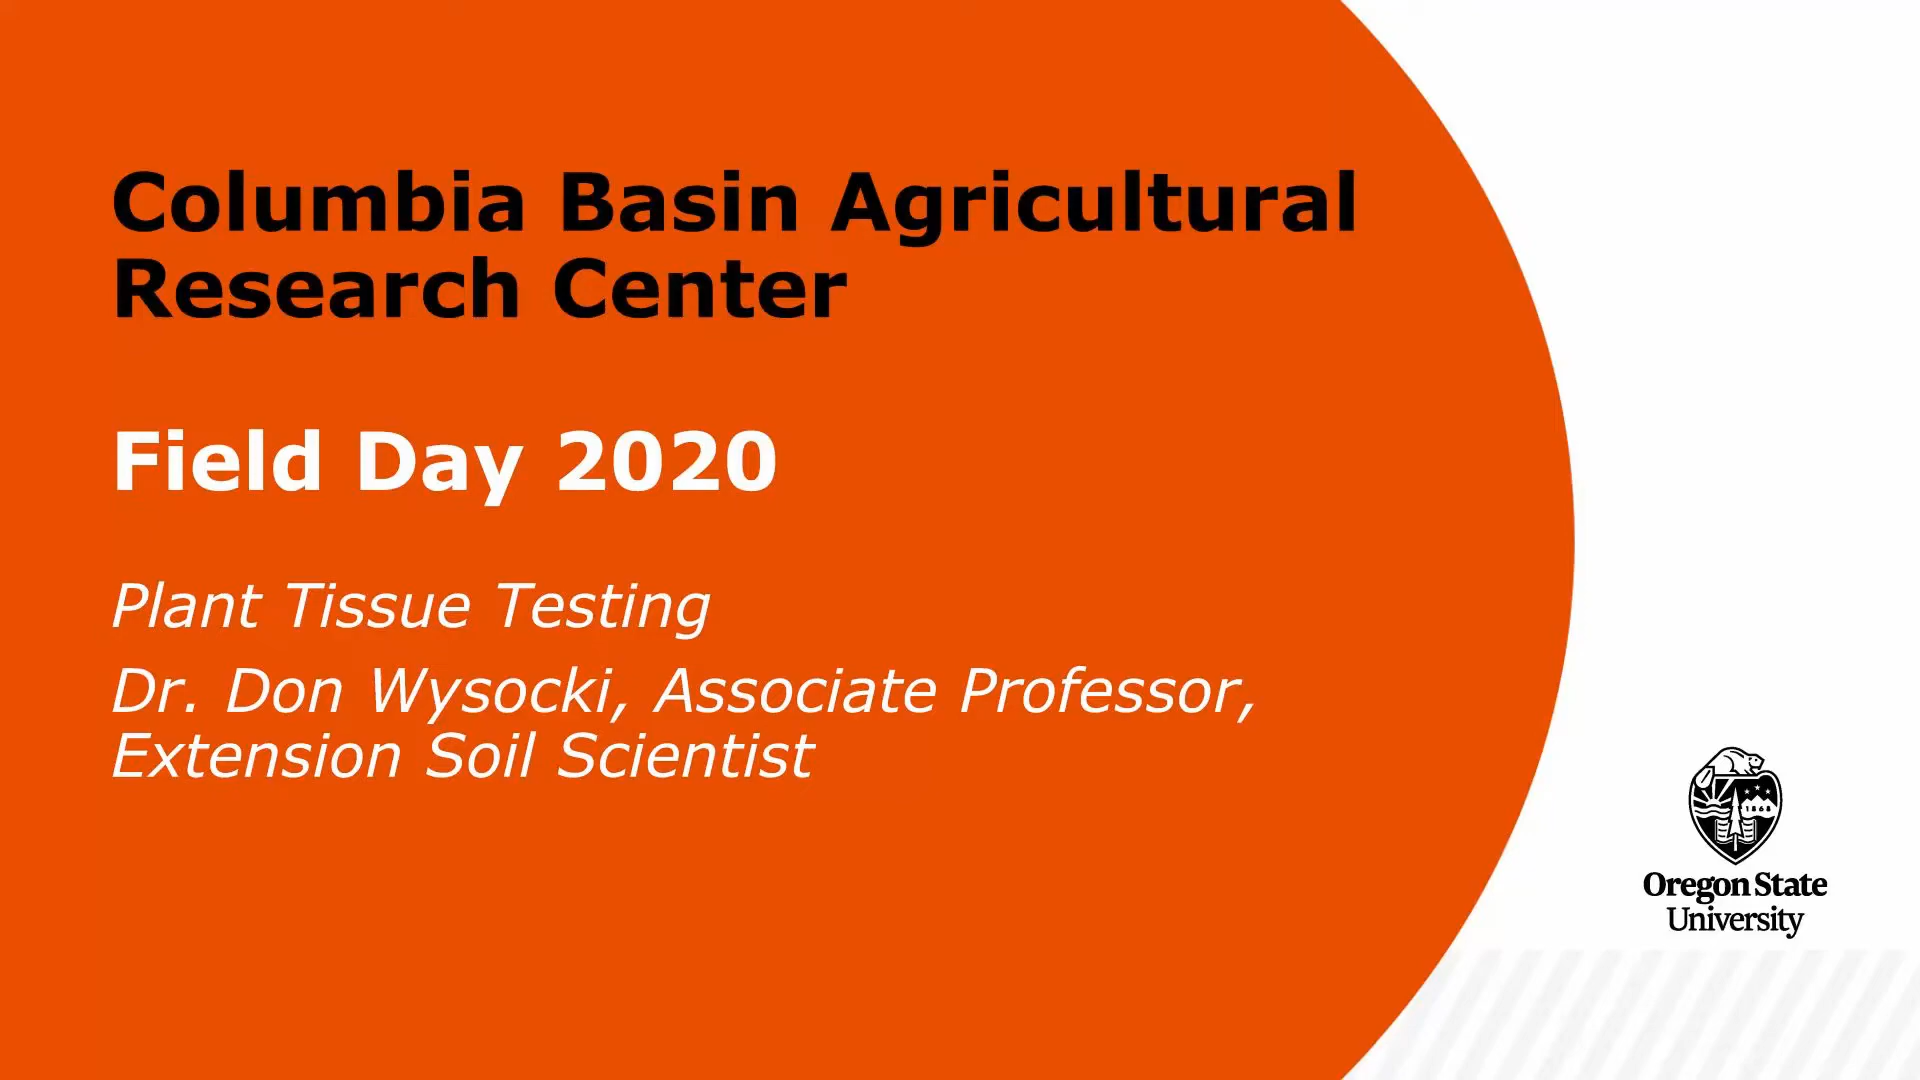 Columbia Basin Agricultural
Research Center
Field Day 2020
Plant Tissue Testing
Dr. Don Wysocki, Associate Professor,
Extension Soil Scientist
1868
Oregon State
University